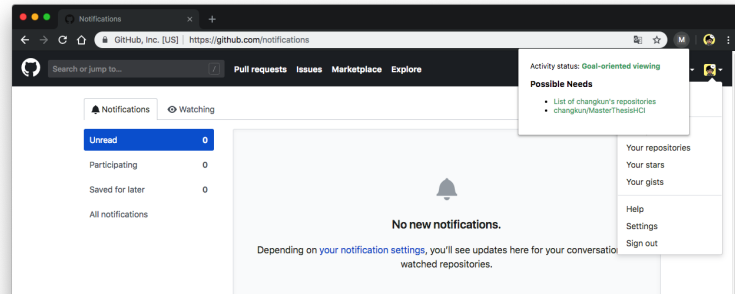 Notifications
GitHub, Inc. [US] | https://github.com/notifications
M
Search or jump to...
/
Pull requests Issues Marketplace Explore
Activity status: Goal-oriented viewing
Possible Needs
List of changkun's repositories
changkun/MasterThesisHCI
Notifications
Watching
Unread 0
Participating 0
Saved for later 0
All notifications
No new notifications.
Depending on your notification settings, you'll see updates here for your conversatio
watched repositories.
Your repositories
Your stars
Your gists
Help
Settings
Sign out